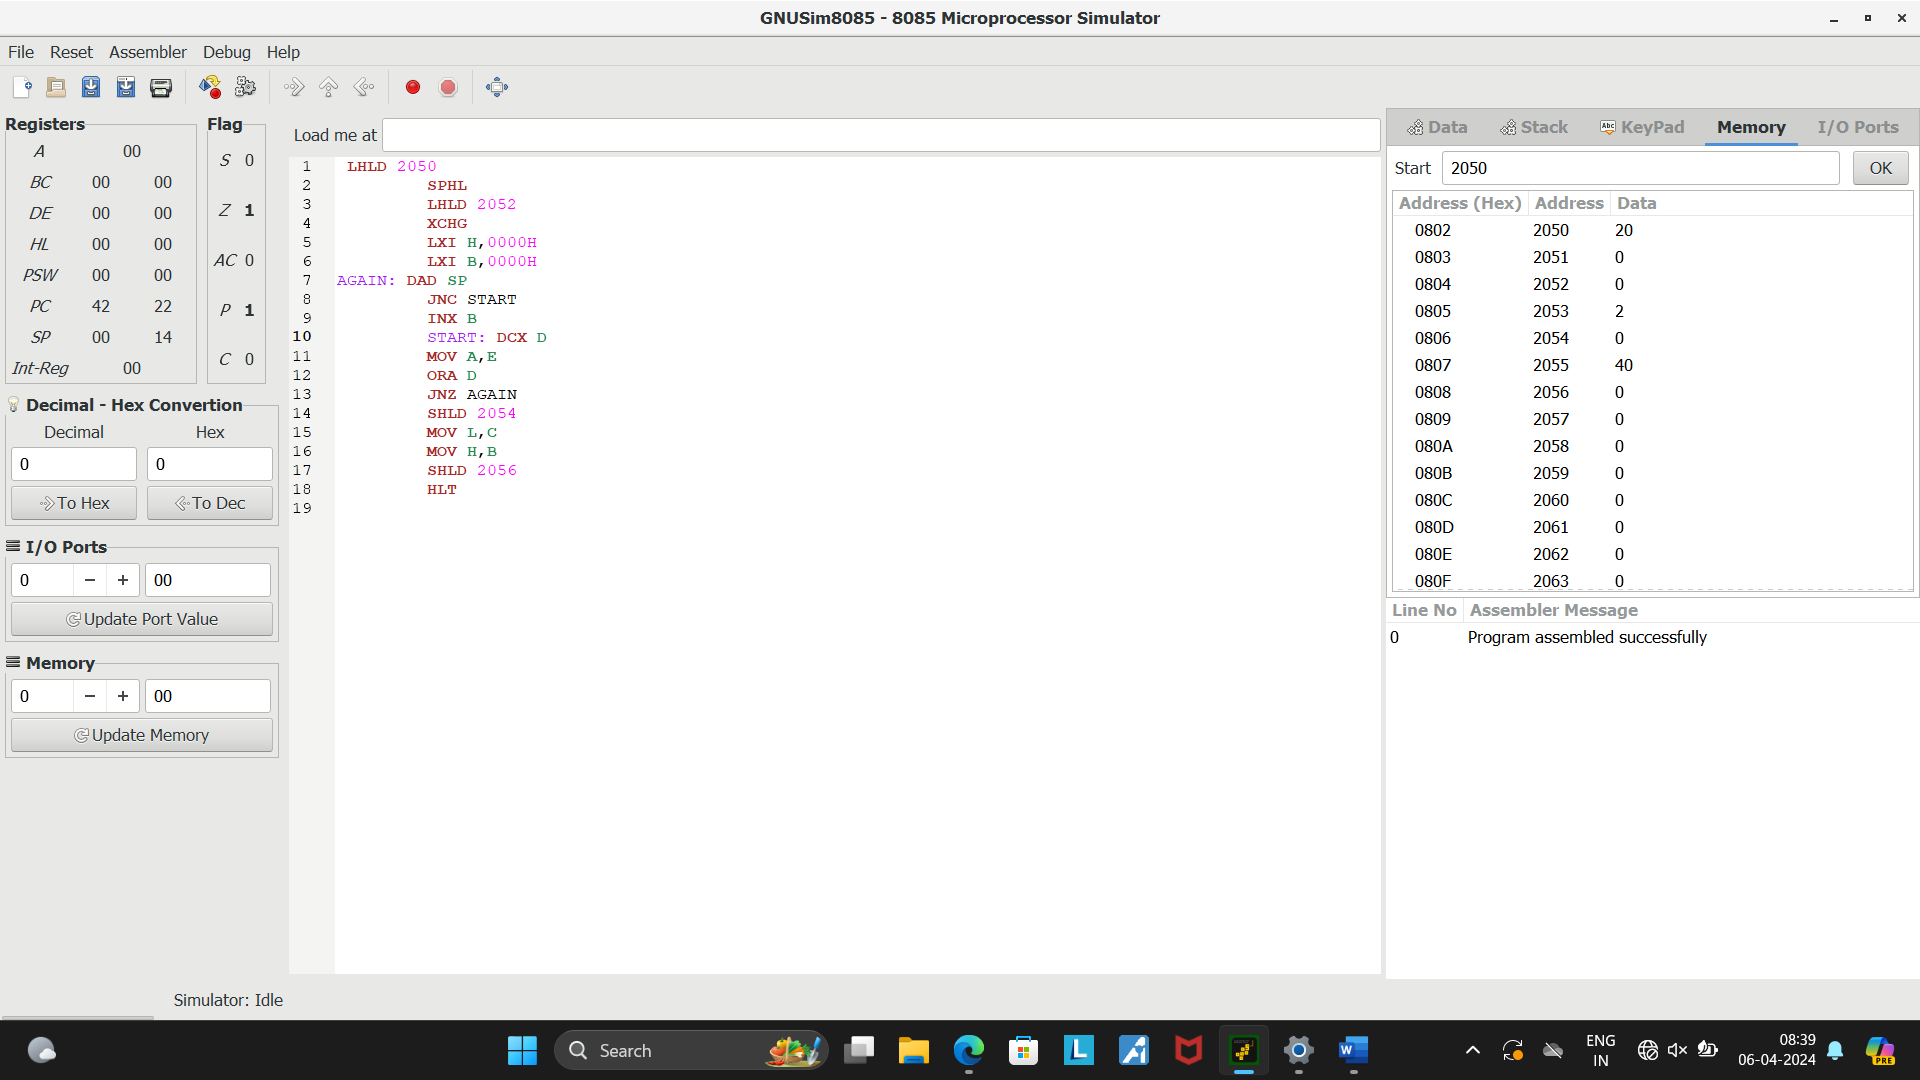 GNUSim8085 - 8085 Microprocessor Simulator
File Reset Assembler Debug Help
Registers
A 00
BC 00 00
DE 00 00
HL 00 00
PSW 00 00
PC 42 22
SP 00 14
Int-Reg 00
Flag
S 0
Z 1
AC 0
P 1
C 0
Decimal - Hex Convertion
Decimal Hex
0 0
To Hex To Dec
I/O Ports
0 − + 00
Update Port Value
Memory
0 − + 00
Update Memory
Load me at
1 LHLD 2050
2 SPHL
3 LHLD 2052
4 XCHG
5 LXI H,0000H
6 LXI B,0000H
7 AGAIN: DAD SP
8 JNC START
9 INX B
10 START: DCX D
11 MOV A,E
12 ORA D
13 JNZ AGAIN
14 SHLD 2054
15 MOV L,C
16 MOV H,B
17 SHLD 2056
18 HLT
19
Data Stack Abc KeyPad Memory I/O Ports
Start 2050 OK
Address (Hex) Address Data
0802 2050 20
0803 2051 0
0804 2052 0
0805 2053 2
0806 2054 0
0807 2055 40
0808 2056 0
0809 2057 0
080A 2058 0
080B 2059 0
080C 2060 0
080D 2061 0
080E 2062 0
080F 2063 0
Line No Assembler Message
0 Program assembled successfully
Simulator: Idle
Search
L
W
ENG
IN
08:39
06-04-2024
PRE